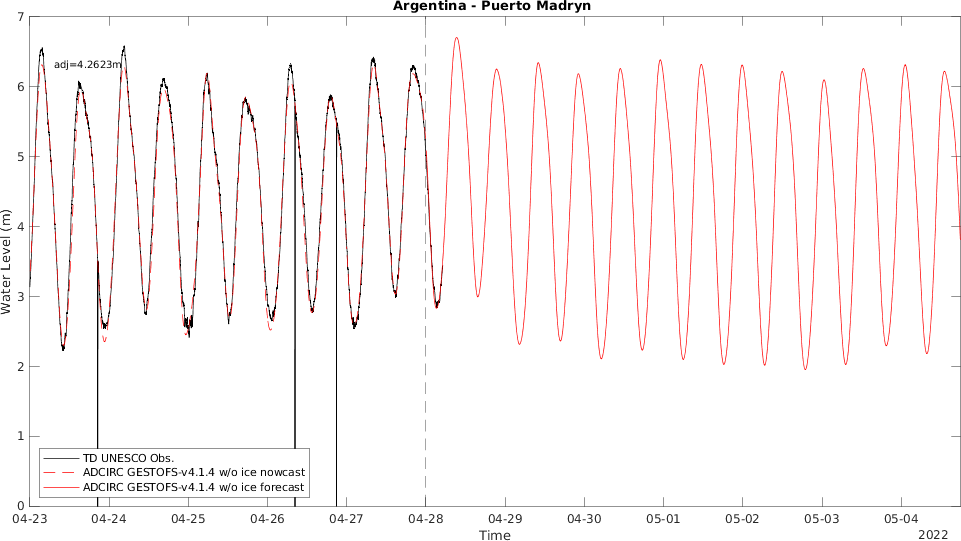 Argentina - Puerto Madryn
adj=4.2623m
7
6
5
4
3
2
1
0
Water Level (m)
TD UNESCO Obs.
ADCIRC GESTOFS-v4.1.4 w/o ice nowcast
ADCIRC GESTOFS-v4.1.4 w/o ice forecast
04-23 04-24 04-25 04-26 04-27 04-28 04-29 04-30 05-01 05-02 05-03 05-04
Time
2022